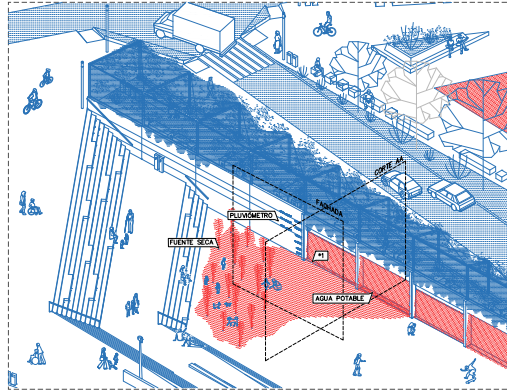 CORTE AA
FACHADA
PLUVIÓMETRO
FUENTE SECA
*1
AGUA POTABLE